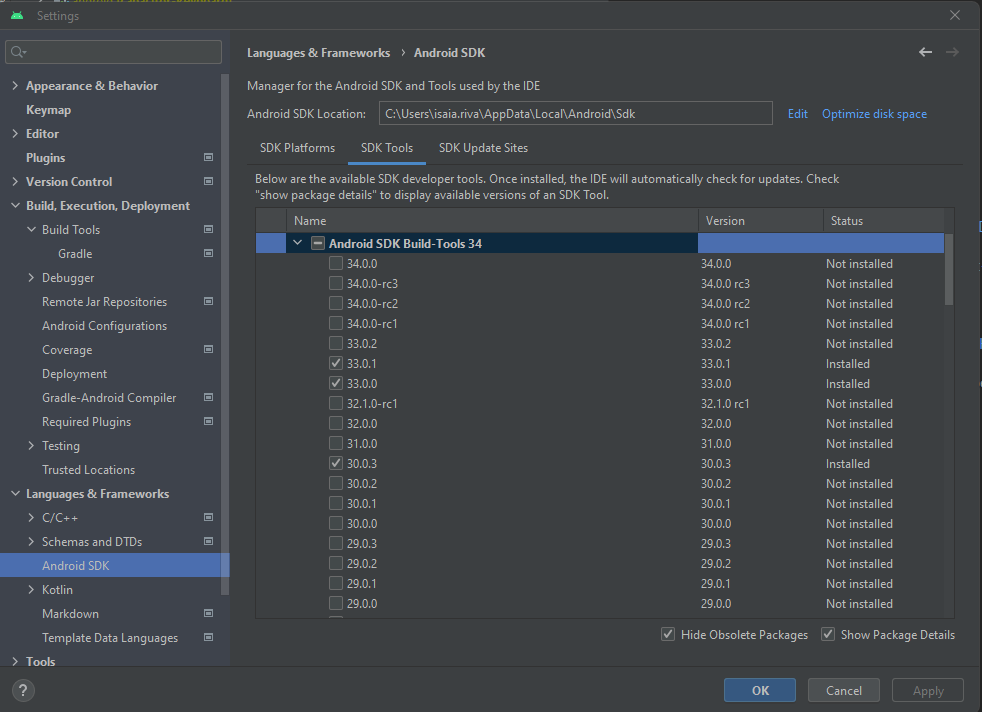 Settings
Appearance & Behavior
Keymap
Editor
Plugins
Version Control
Build, Execution, Deployment
Build Tools
Gradle
Debugger
Remote Jar Repositories
Android Configurations
Coverage
Deployment
Gradle-Android Compiler
Required Plugins
Testing
Trusted Locations
Languages & Frameworks
C/C++
Schemas and DTDs
Android SDK
Kotlin
Markdown
Template Data Languages
Tools
Languages & Frameworks › Android SDK
Manager for the Android SDK and Tools used by the IDE
Android SDK Location: C:\Users\isaia.riva\AppData\Local\Android\Sdk Edit Optimize disk space
SDK Platforms SDK Tools SDK Update Sites
Below are the available SDK developer tools. Once installed, the IDE will automatically check for updates. Check
"show package details" to display available versions of an SDK Tool.
Name Version Status
Android SDK Build-Tools 34
34.0.0 34.0.0 Not installed
34.0.0-rc3 34.0.0 rc3 Not installed
34.0.0-rc2 34.0.0 rc2 Not installed
34.0.0-rc1 34.0.0 rc1 Not installed
33.0.2 33.0.2 Not installed
33.0.1 33.0.1 Installed
33.0.0 33.0.0 Installed
32.1.0-rc1 32.1.0 rc1 Not installed
32.0.0 32.0.0 Not installed
31.0.0 31.0.0 Not installed
30.0.3 30.0.3 Installed
30.0.2 30.0.2 Not installed
30.0.1 30.0.1 Not installed
30.0.0 30.0.0 Not installed
29.0.3 29.0.3 Not installed
29.0.2 29.0.2 Not installed
29.0.1 29.0.1 Not installed
29.0.0 29.0.0 Not installed
Hide Obsolete Packages Show Package Details
? OK Cancel Apply